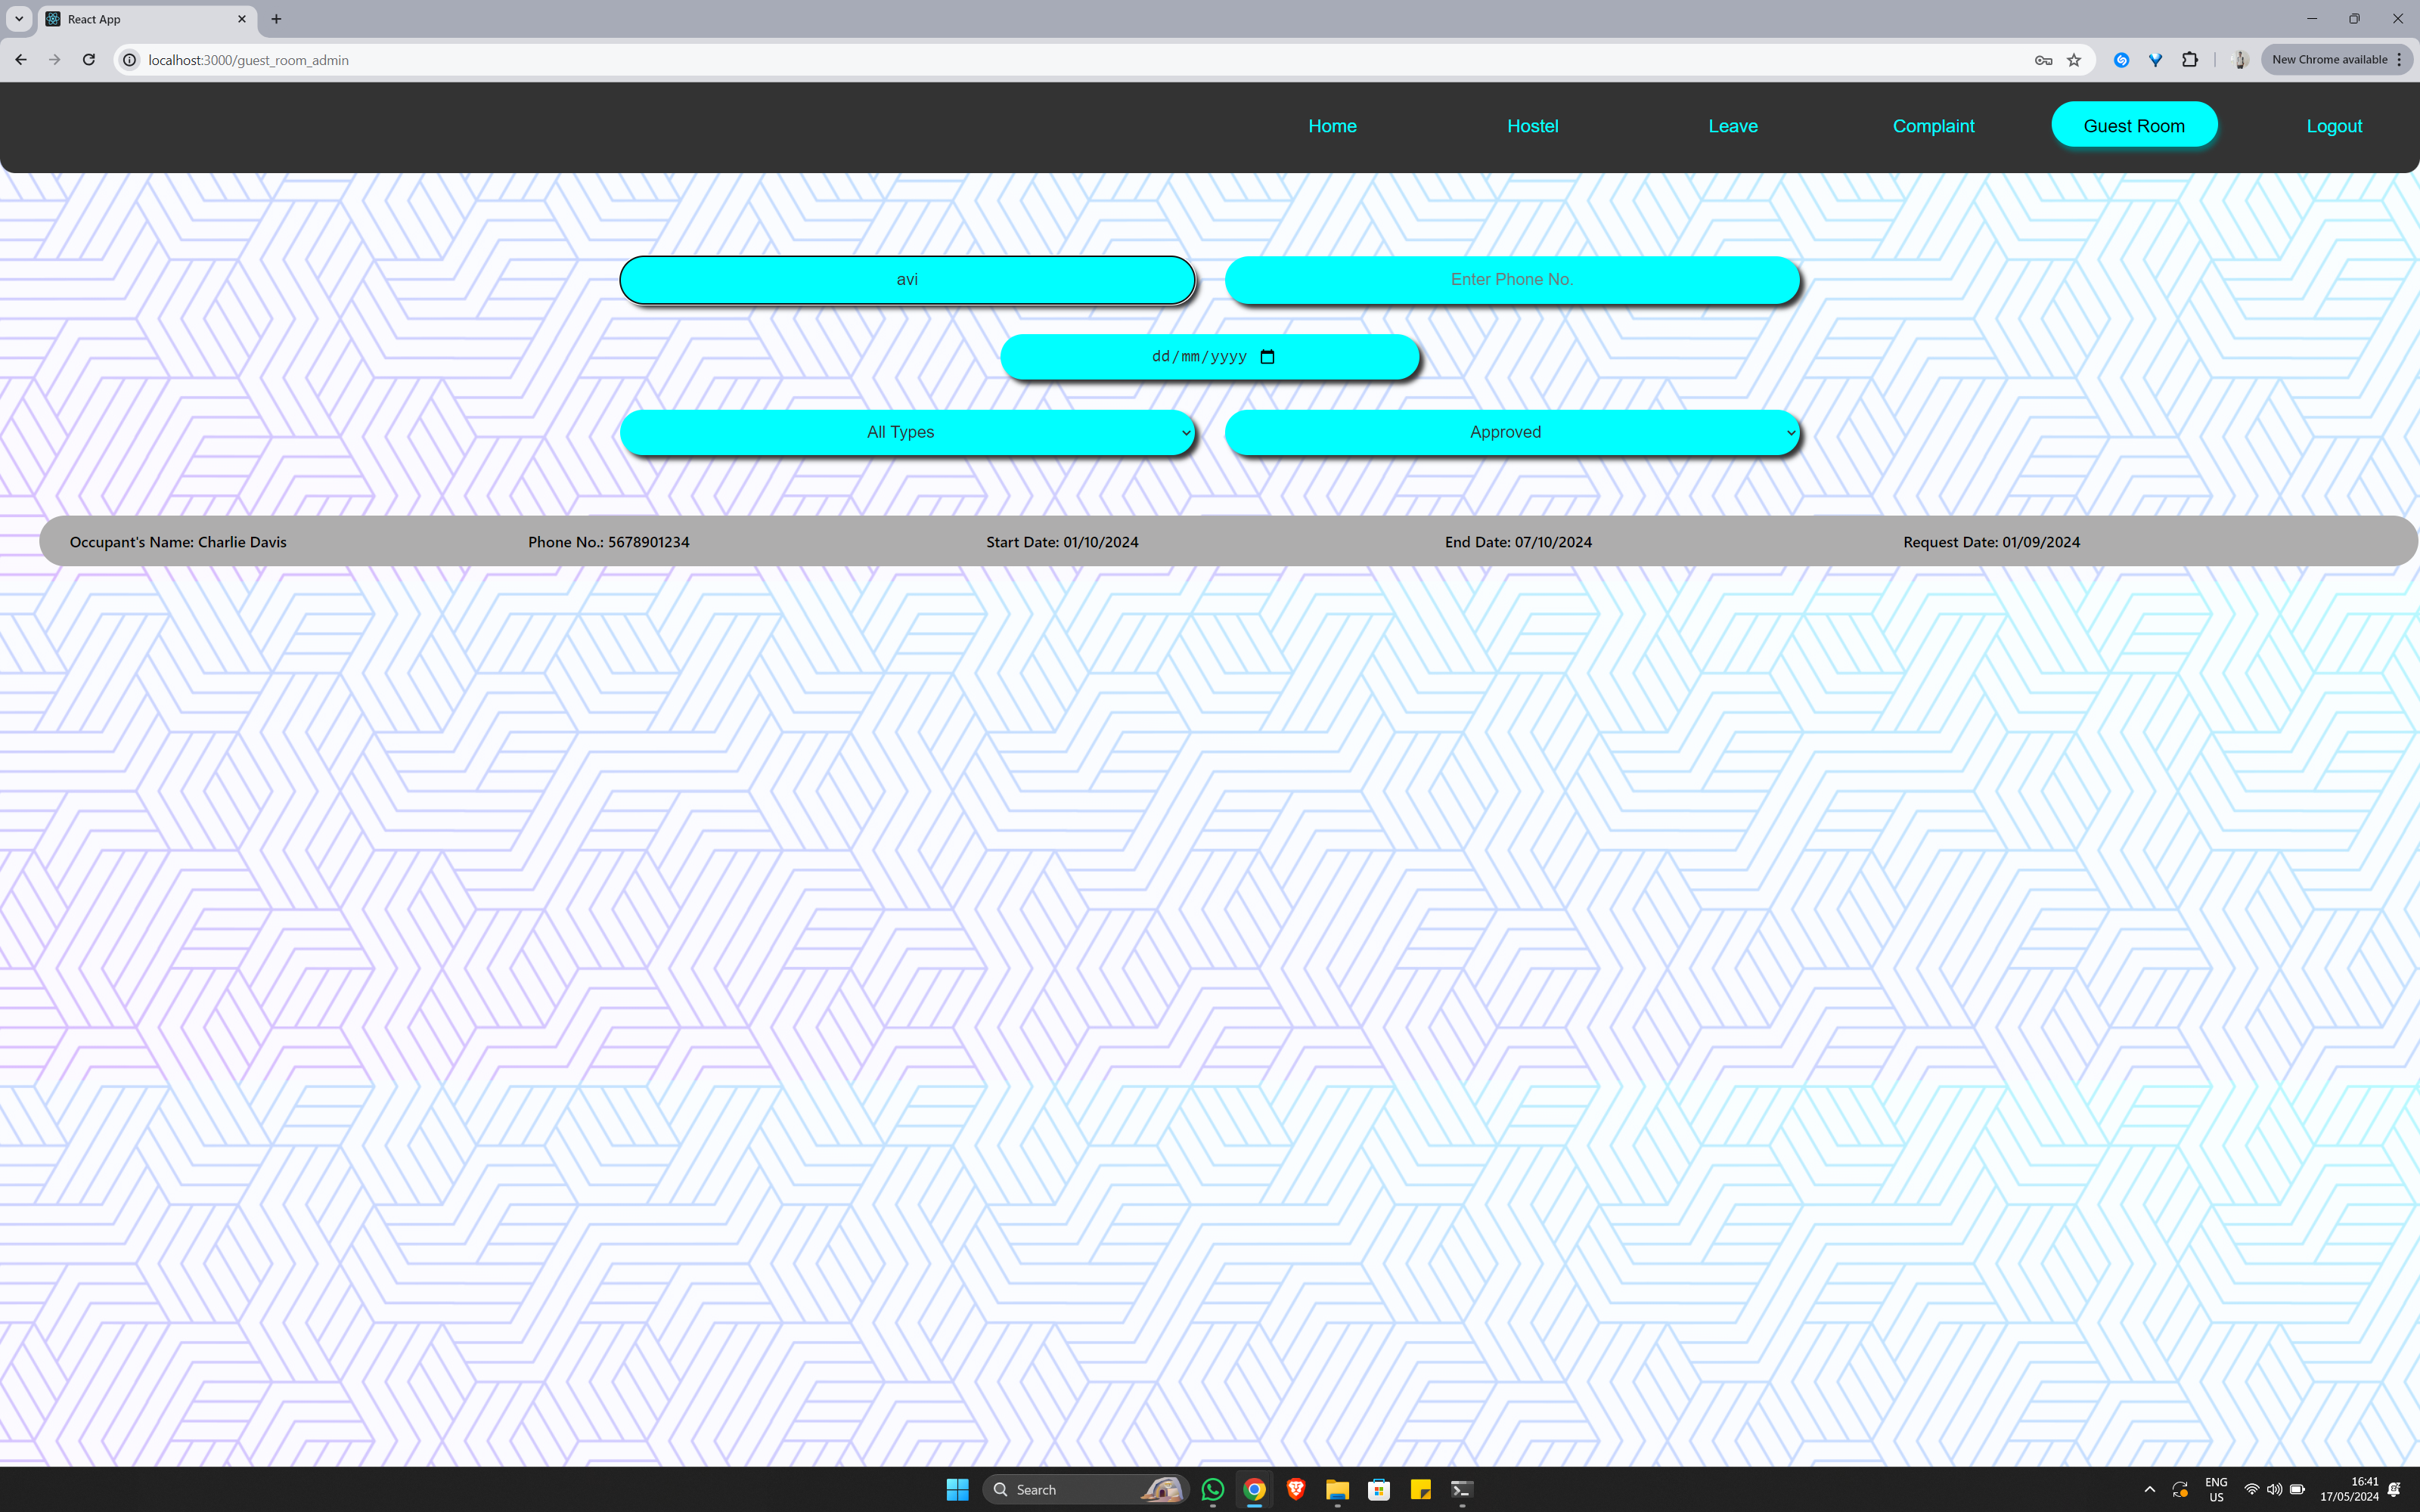 React App
localhost:3000/guest_room_admin
New Chrome available
Home Hostel Leave Complaint Guest Room Logout
avi Enter Phone No.
dd/mm/yyyy
All Types Approved
Occupant's Name: Charlie Davis Phone No.: 5678901234 Start Date: 01/10/2024 End Date: 07/10/2024 Request Date: 01/09/2024
Search
ENG
US
16:41
17/05/2024